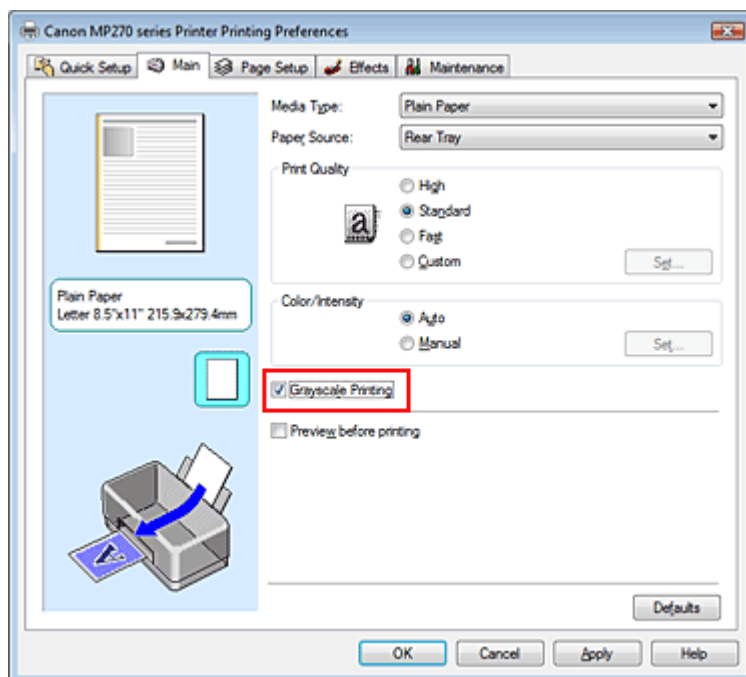 Canon MP270 series Printer Printing Preferences
Quick Setup Main Page Setup Effects Maintenance
Media Type: Plain Paper
Paper Source: Rear Tray
Print Quality
High
a Standard
Fast
Custom Set...
Plain Paper
Letter 8.5"x11" 215.9x279.4mm
Color/Intensity
Auto
Manual Set...
Grayscale Printing
Preview before printing
V
Defaults
OK Cancel Apply Help